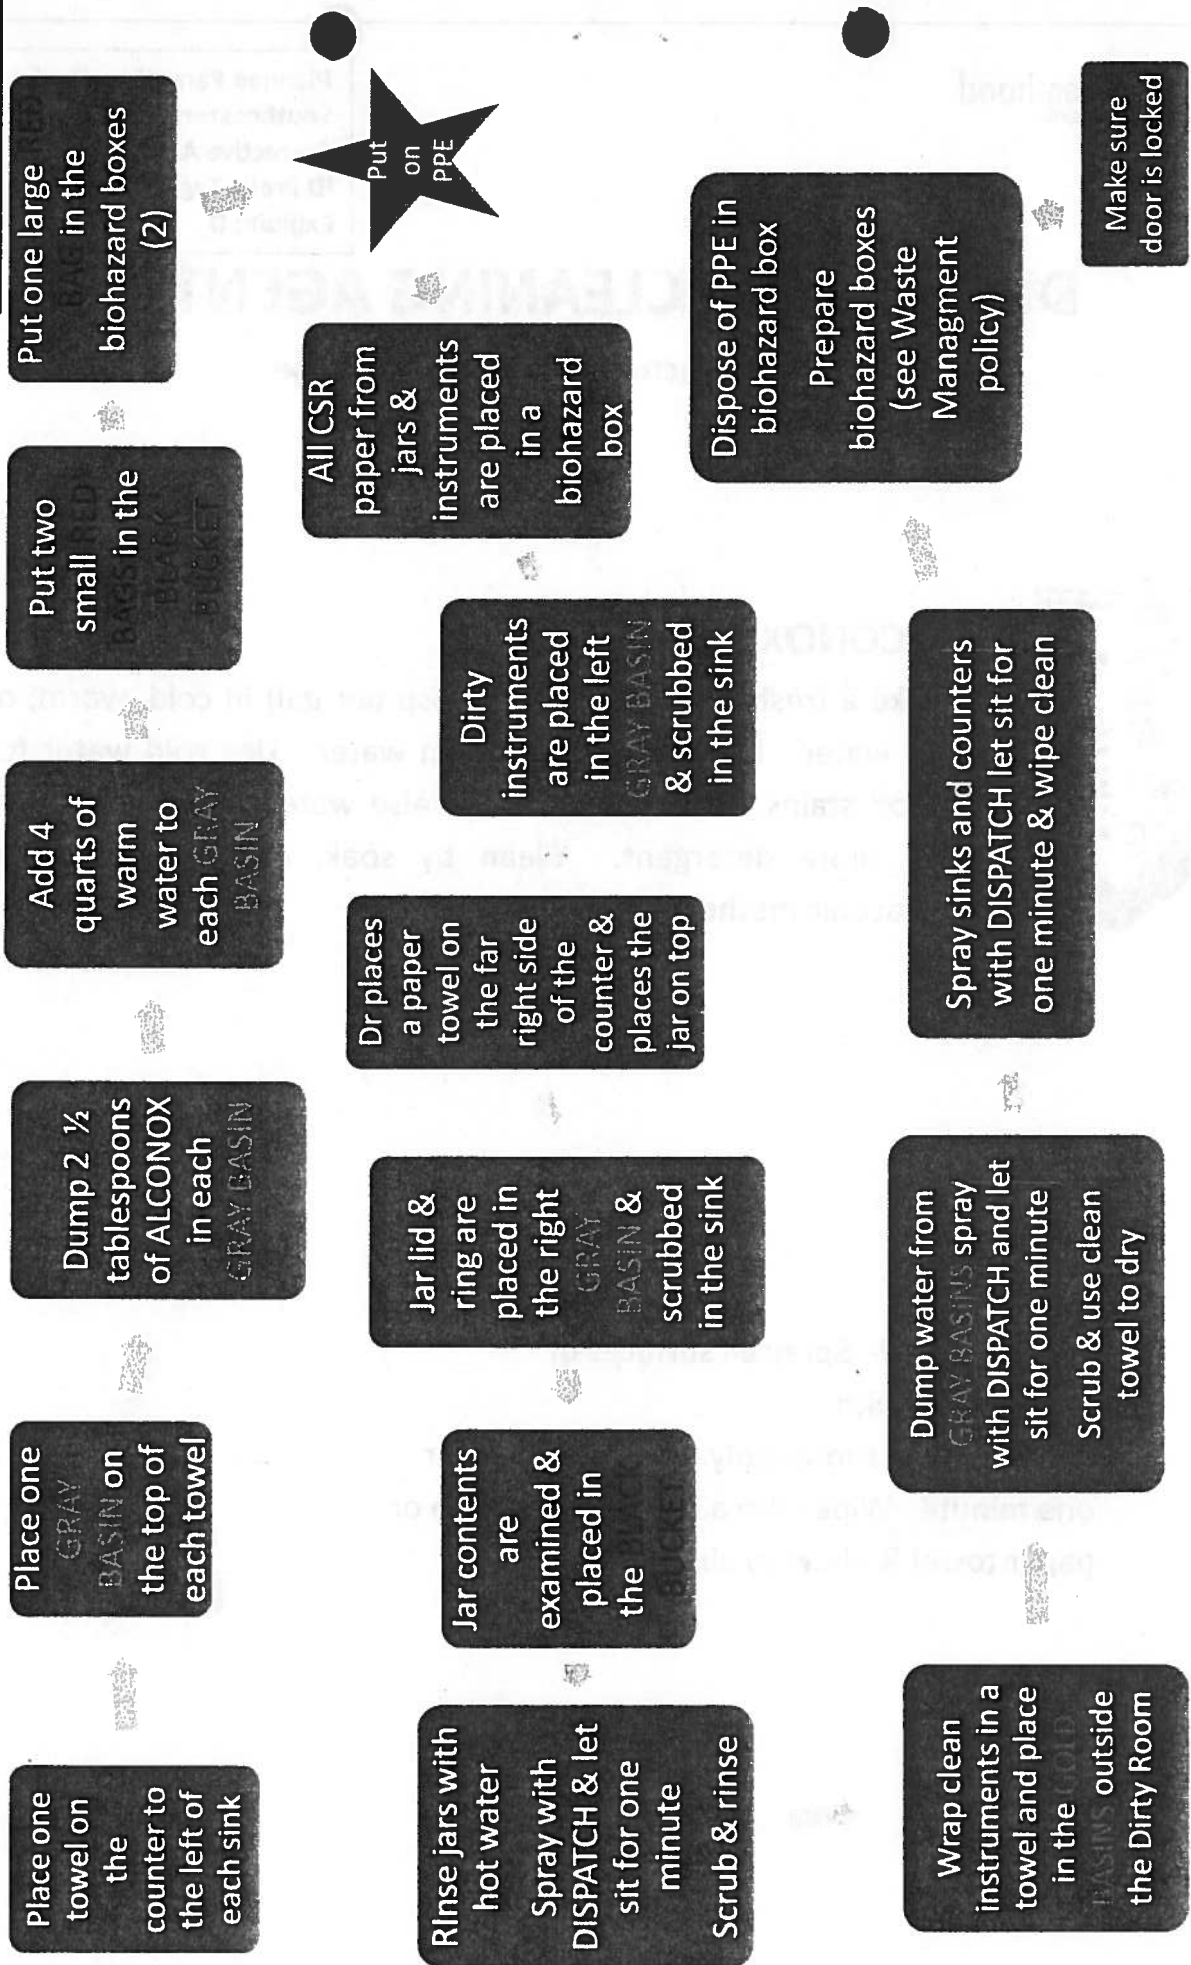 Place one
towel on
the
counter to
the left of
each sink
Place one
GRAY
BASIN on
the top of
each towel
Dump 2 ½
tablespoons
of ALCONOX
in each
GRAY BASIN
Add 4
quarts of
warm
water to
each GRAY
BASIN
Put two
small RED
BAGS in the
BLACK
BUCKET
Put one large RED
BAG in the
biohazard boxes
(2)
Put
on
PPE
All CSR
paper from
jars &
instruments
are placed
in a
biohazard
box
Dirty
instruments
are placed
in the left
GRAY BASIN
& scrubbed
in the sink
Dr places
a paper
towel on
the far
right side
of the
counter &
places the
jar on top
Jar lid &
ring are
placed in
the right
GRAY
BASIN &
scrubbed
in the sink
Jar contents
are
examined &
placed in
the BLACK
BUCKET
RInse jars with
hot water
Spray with
DISPATCH & let
sit for one
minute
Scrub & rinse
Wrap clean
instruments in a
towel and place
in the GOLD
BASINS outside
the Dirty Room
Dump water from
GRAY BASINS spray
with DISPATCH and let
sit for one minute
Scrub & use clean
towel to dry
Spray sinks and counters
with DISPATCH let sit for
one minute & wipe clean
Dispose of PPE in
biohazard box
Prepare
biohazard boxes
(see Waste
Managment
policy)
Make sure
door is locked